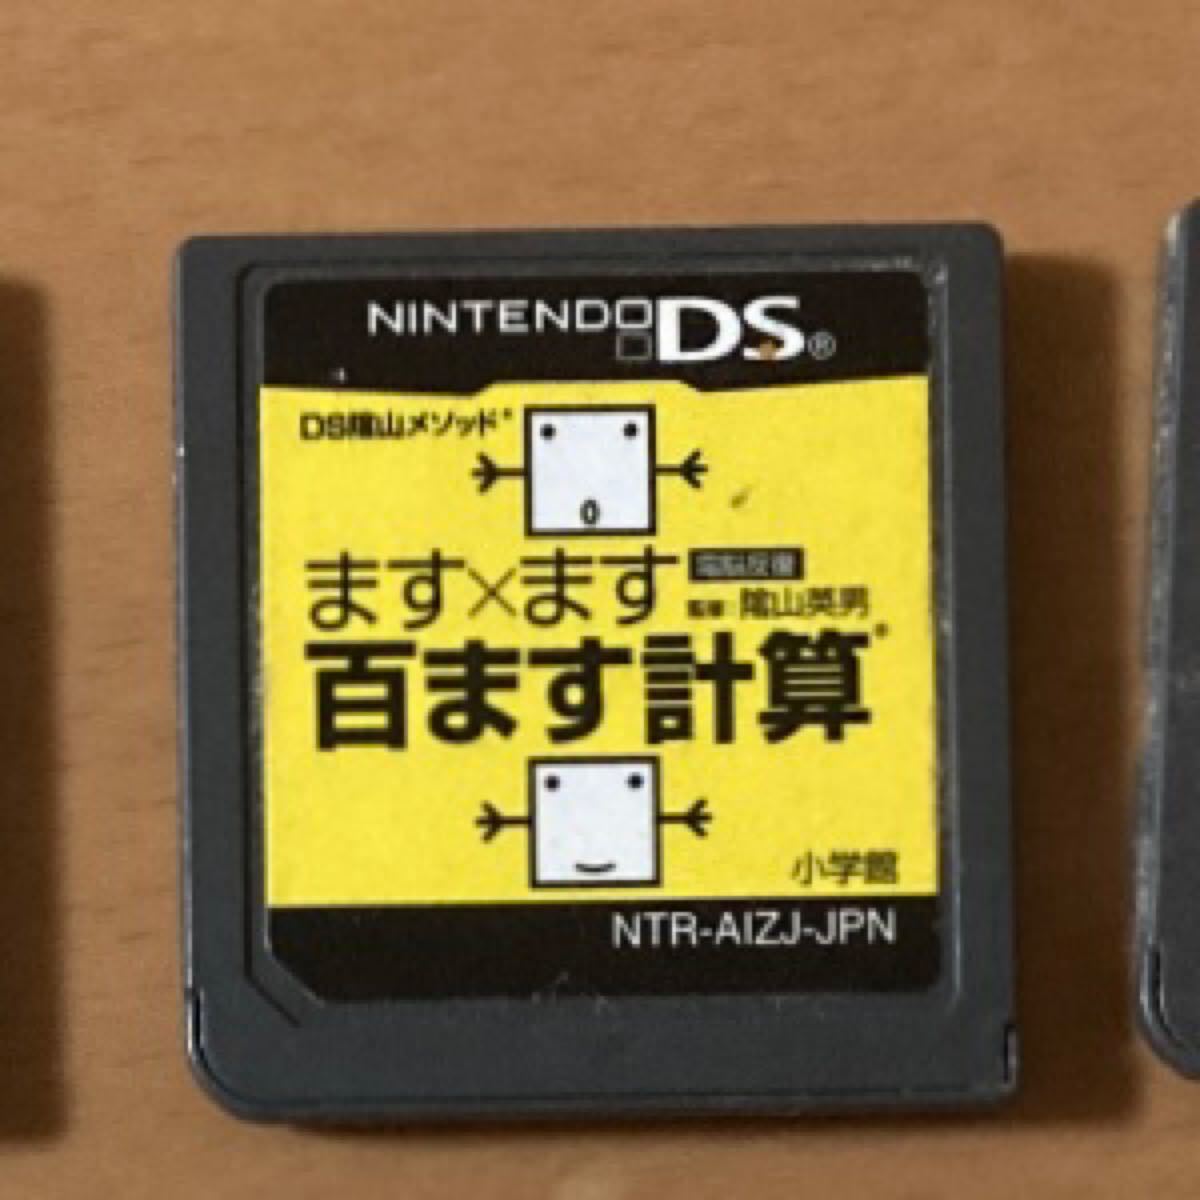 NINTENDO DS®
DS陰山メソッド®
0
ます×ます 電脳反復
監修:陰山英男
百ます計算®
小学館
NTR-AIZJ-JPN